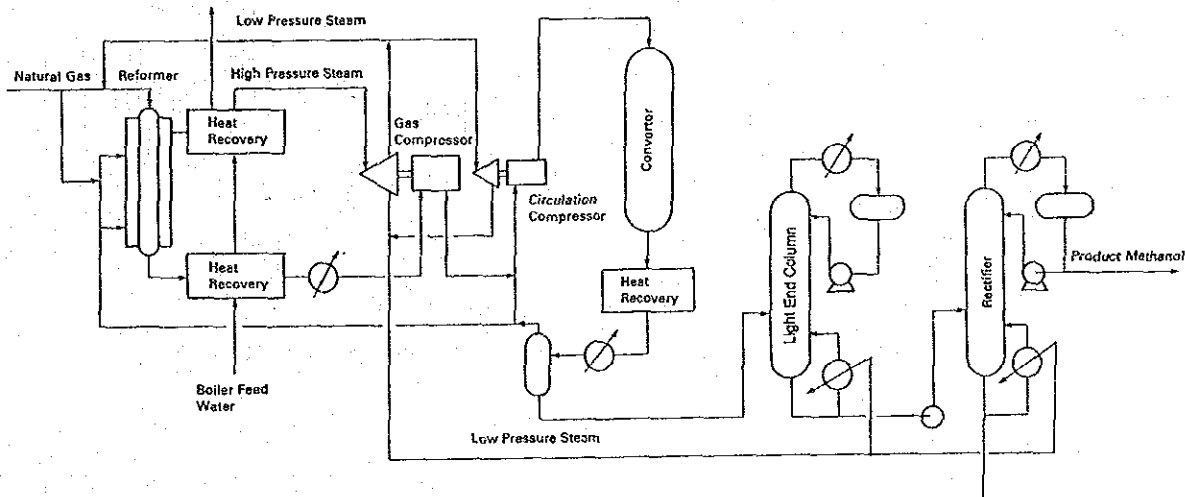 Low Pressure Steam
Natural Gas
Reformer
High Pressure Steam
Heat
Recovery
Gas
Compressor
Convertor
Circulation
Compressor
Heat
Recovery
Heat
Recovery
Light End Column
Rectifier
Product Methanol
Boiler Feed
Water
Low Pressure Steam